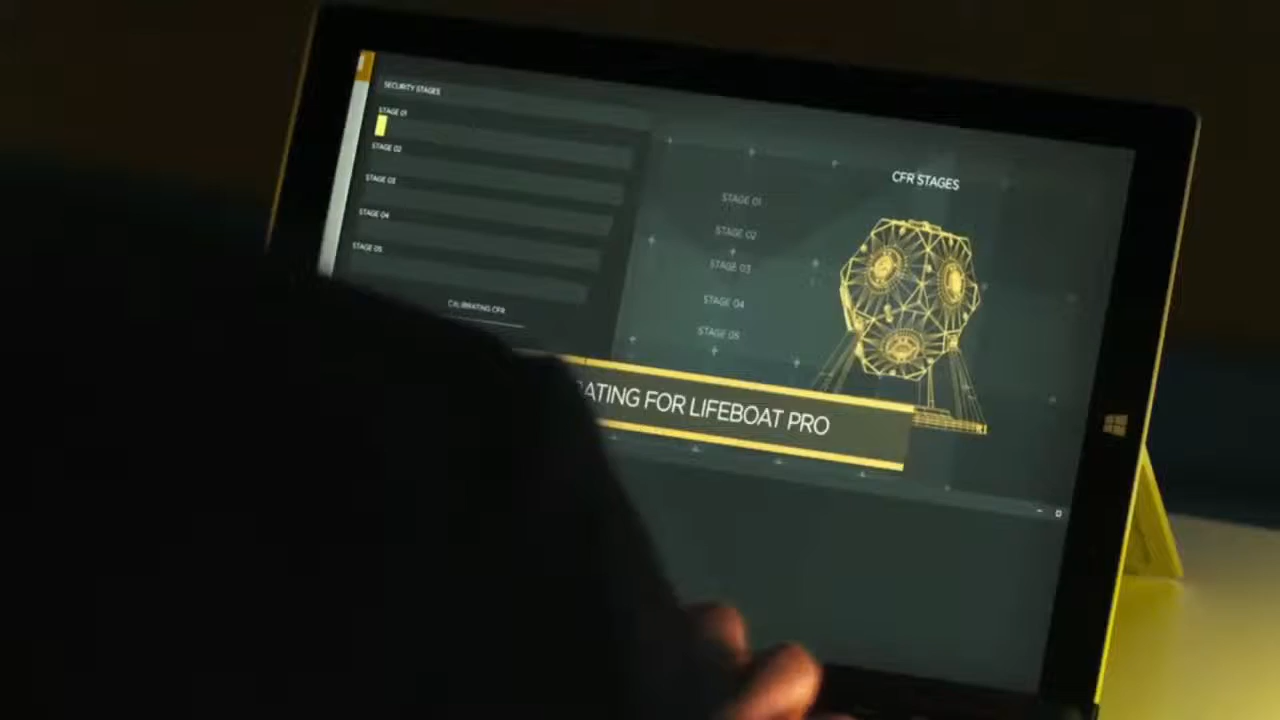 SECURITY STAGES
STAGE 01
STAGE 02
STAGE 03
STAGE 04
STAGE 05
CALIBRATING CFR
CFR STAGES
STAGE 01
STAGE 02
STAGE 03
STAGE 04
STAGE 05
RATING FOR LIFEBOAT PRO